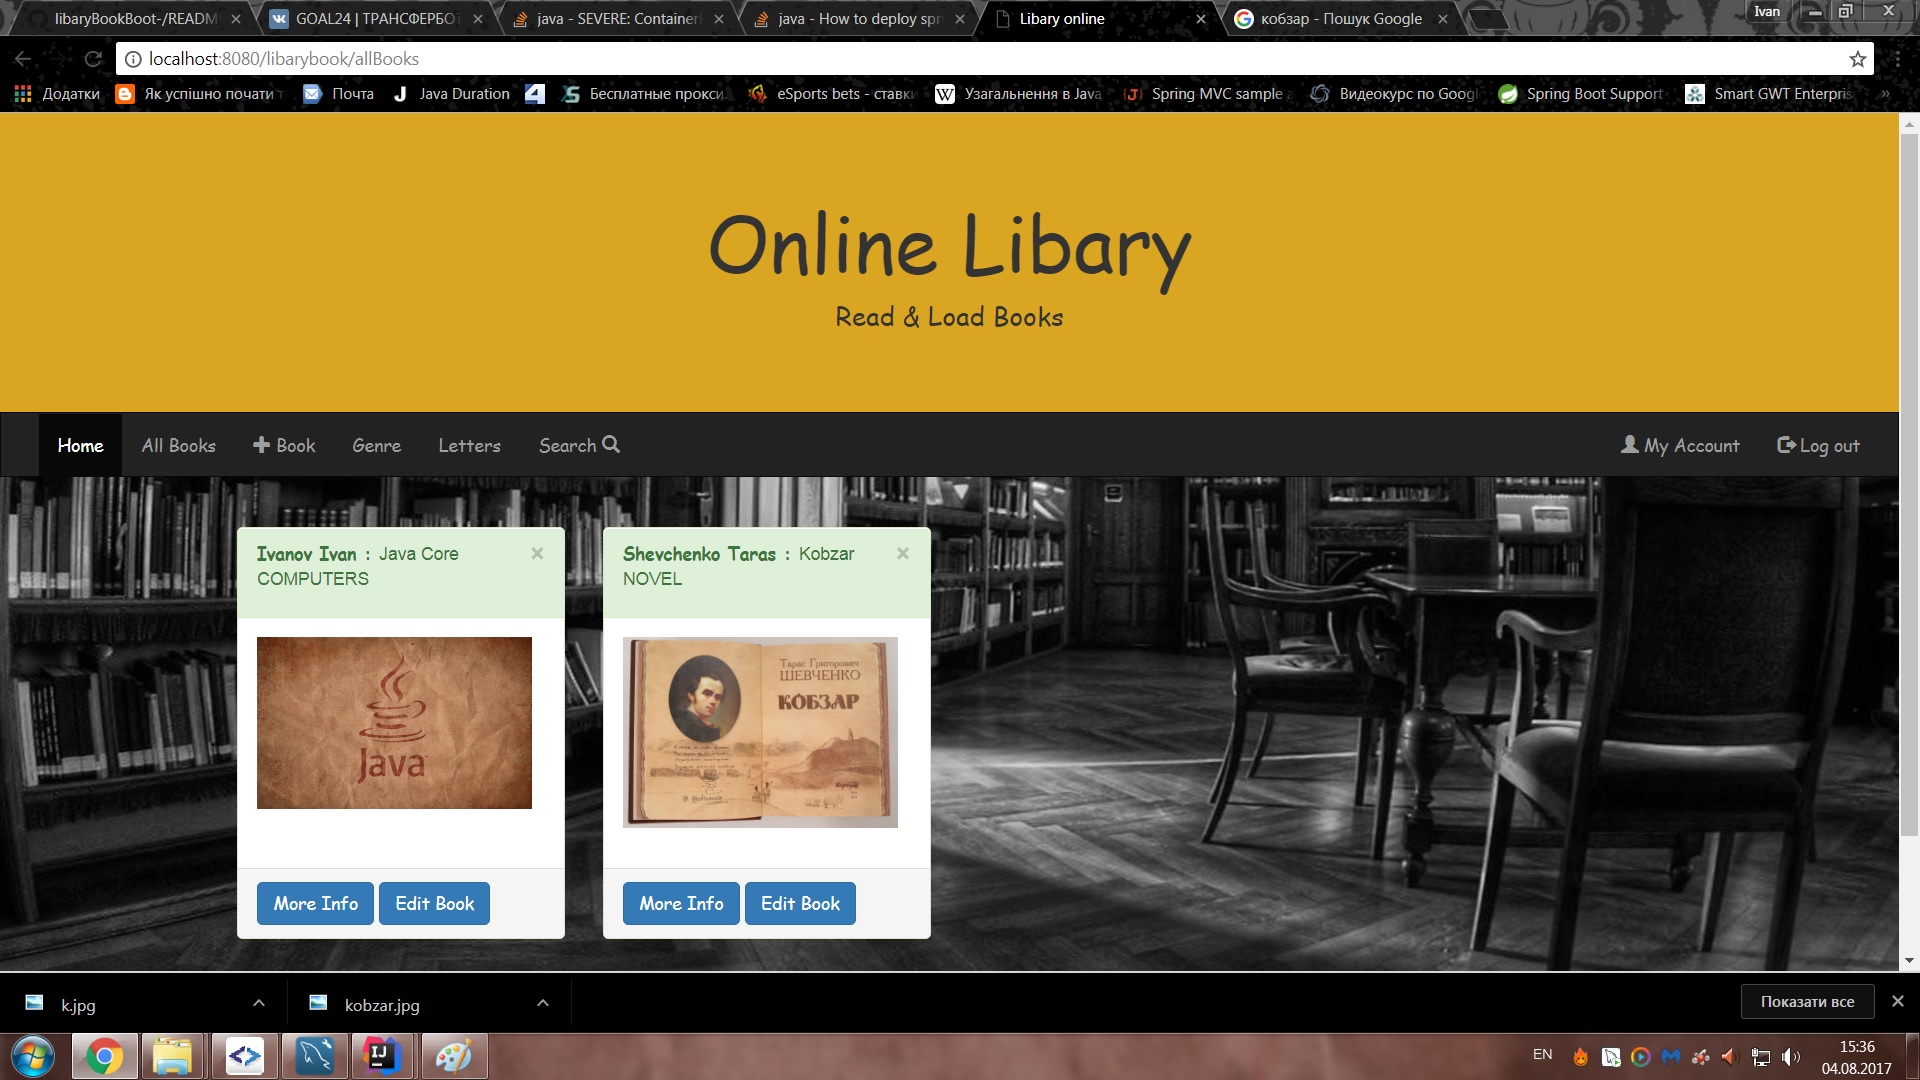 libaryBookBoot-/READM
GOAL24 | ТРАНСФЕРБО
java - SEVERE: Container
java - How to deploy spr
Libary online
кобзар - Пошук Google
Ivan
localhost:8080/libarybook/allBooks
Додатки
Як успішно почати
Почта
Java Duration
Бесплатные прокси
eSports bets - ставки
Узагальнення в Java
Spring MVC sample
Видеокурс по Goog
Spring Boot Support
Smart GWT Enterpris
»
Online Libary
Read & Load Books
Home
All Books
Book
Genre
Letters
Search
My Account
Log out
Ivanov Ivan : Java Core ×
COMPUTERS
Java
More Info
Edit Book
Shevchenko Taras : Kobzar ×
NOVEL
Тарас Григорович
ШЕВЧЕНКО
КОБЗАР
More Info
Edit Book
k.jpg
kobzar.jpg
Показати все
EN
15:36
04.08.2017